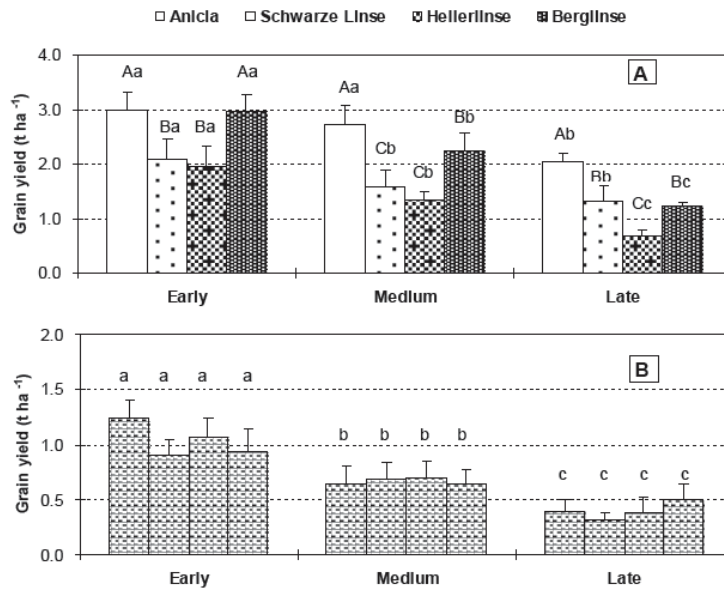 Anicia Schwarze Linse Hellerlinse Berglinse
4.0
A
Aa Aa
Aa
3.0
Ba Ba Bb
Ab
2.0
Cb Cb
Bb Cc Bc
1.0
0.0
Grain yield (t ha -1)
Early Medium Late
2.0
B
a a a a
1.5
b b b b
1.0
c c c c
0.5
0.0
Grain yield (t ha -1)
Early Medium Late